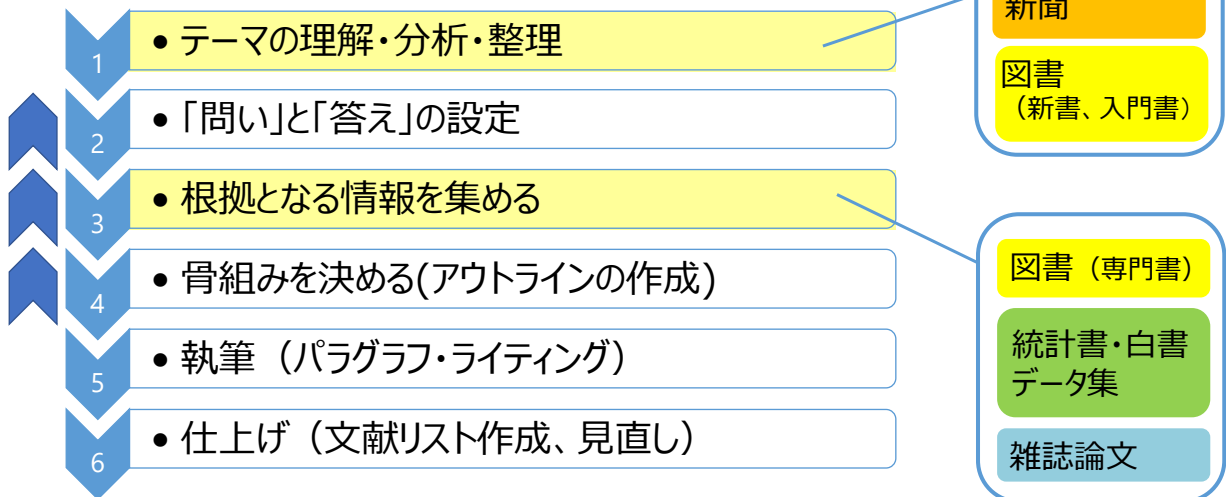 新聞
図書
（新書、入門書）
1
• テーマの理解・分析・整理
2
• 「問い」と「答え」の設定
3
• 根拠となる情報を集める
4
• 骨組みを決める(アウトラインの作成)
5
• 執筆（パラグラフ・ライティング）
6
• 仕上げ（文献リスト作成、見直し）
図書（専門書）
統計書・白書
データ集
雑誌論文